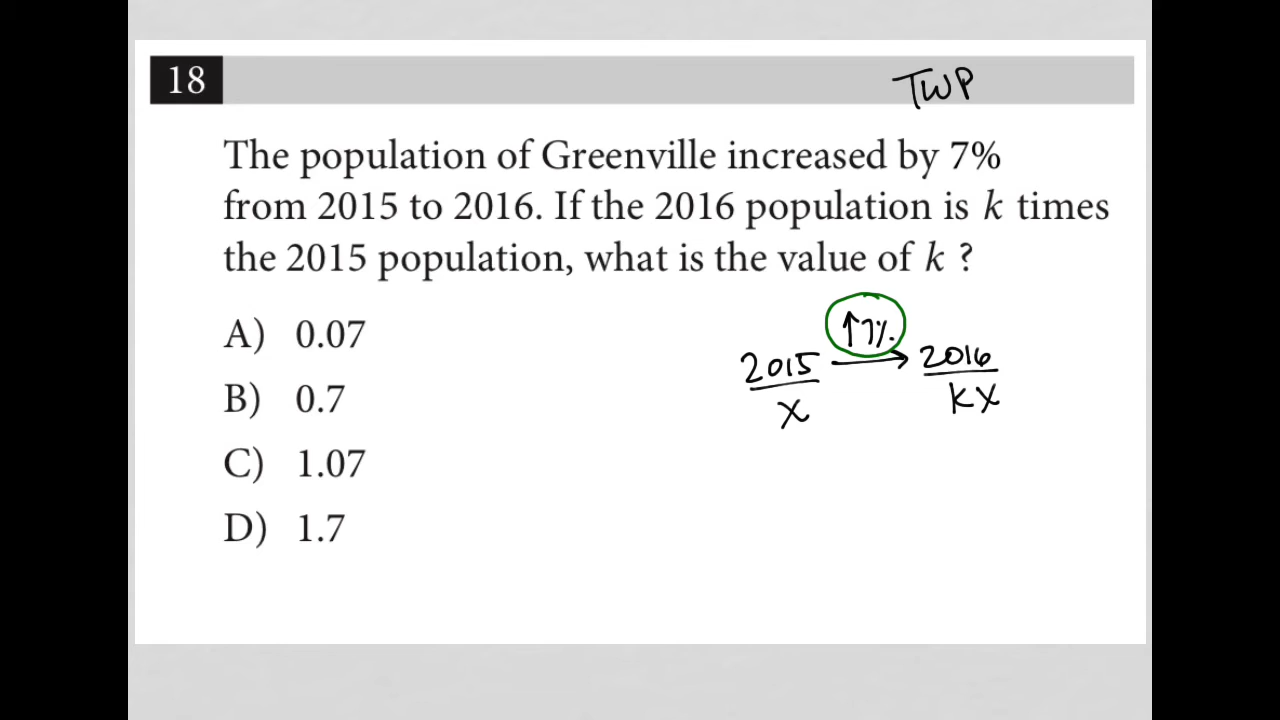 18
TWP
The population of Greenville increased by 7%
from 2015 to 2016. If the 2016 population is k times
the 2015 population, what is the value of k ?
A) 0.07
B) 0.7
C) 1.07
D) 1.7
↑7%
2015 → 2016
x kx